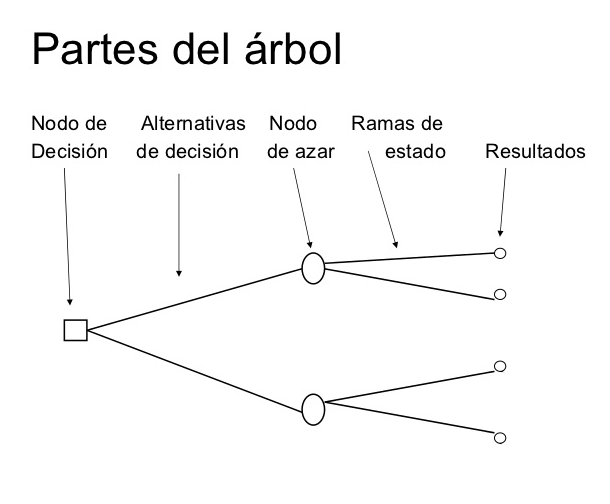 Partes del árbol
Nodo de Decisión
Alternativas de decisión
Nodo de azar
Ramas de estado
Resultados